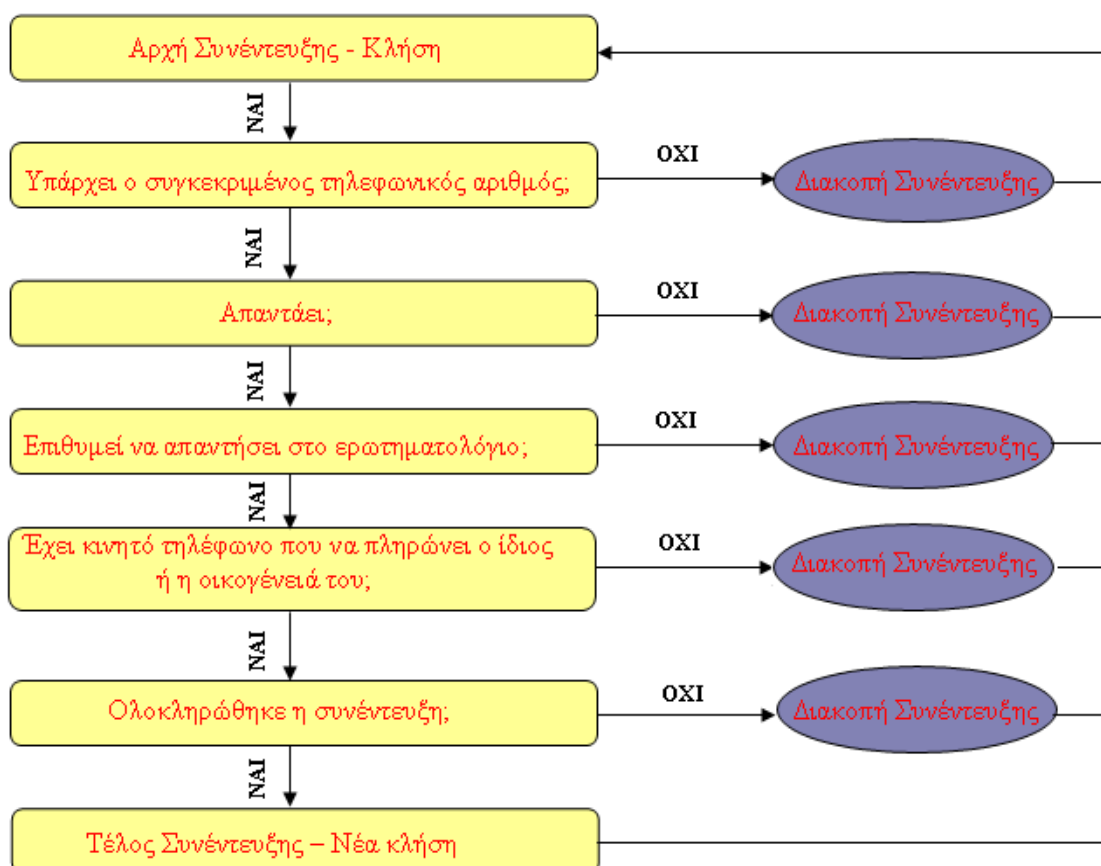 Αρχή Συνέντευξης - Κλήση
ΝΑΙ
Υπάρχει ο συγκεκριμένος τηλεφωνικός αριθμός;
ΟΧΙ
Διακοπή Συνέντευξης
ΝΑΙ
Απαντάει;
ΟΧΙ
Διακοπή Συνέντευξης
ΝΑΙ
Επιθυμεί να απαντήσει στο ερωτηματολόγιο;
ΟΧΙ
Διακοπή Συνέντευξης
ΝΑΙ
Έχει κινητό τηλέφωνο που να πληρώνει ο ίδιος
ή η οικογένειά του;
ΟΧΙ
Διακοπή Συνέντευξης
ΝΑΙ
Ολοκληρώθηκε η συνέντευξη;
ΟΧΙ
Διακοπή Συνέντευξης
ΝΑΙ
Τέλος Συνέντευξης – Νέα κλήση